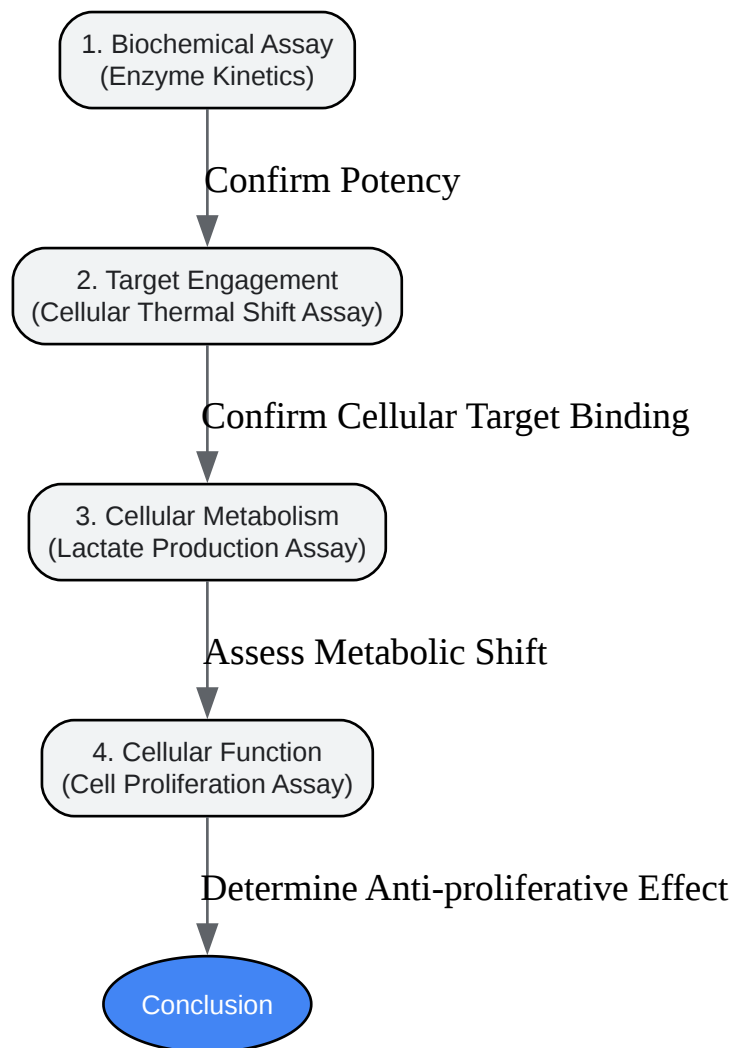 1. Biochemical Assay
(Enzyme Kinetics)
Confirm Potency
2. Target Engagement
(Cellular Thermal Shift Assay)
Confirm Cellular Target Binding
3. Cellular Metabolism
(Lactate Production Assay)
Assess Metabolic Shift
4. Cellular Function
(Cell Proliferation Assay)
Determine Anti-proliferative Effect
Conclusion